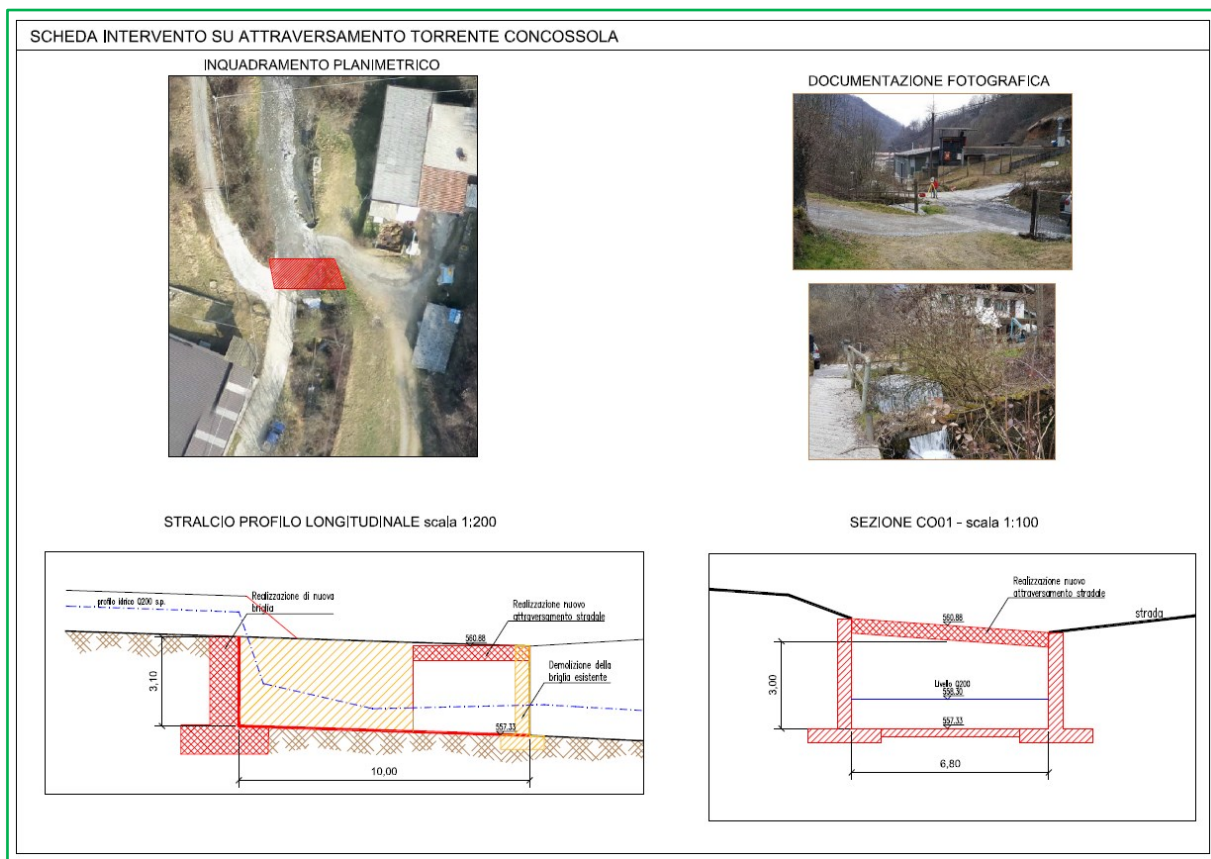 SCHEDA INTERVENTO SU ATTRAVERSAMENTO TORRENTE CONCOSSOLA
INQUADRAMENTO PLANIMETRICO
DOCUMENTAZIONE FOTOGRAFICA
STRALCIO PROFILO LONGITUDINALE scala 1:200
profilo idrico Q200 s.p.
Realizzazione di nuova
briglia
Realizzazione nuovo
attraversamento stradale
560.88
Demolizione della
briglia esistente
3,10
557.33
10,00
SEZIONE CO01 - scala 1:100
Realizzazione nuovo
attraversamento stradale
strada
560.88
3,00
Livello Q200
558.30
557.33
6,80